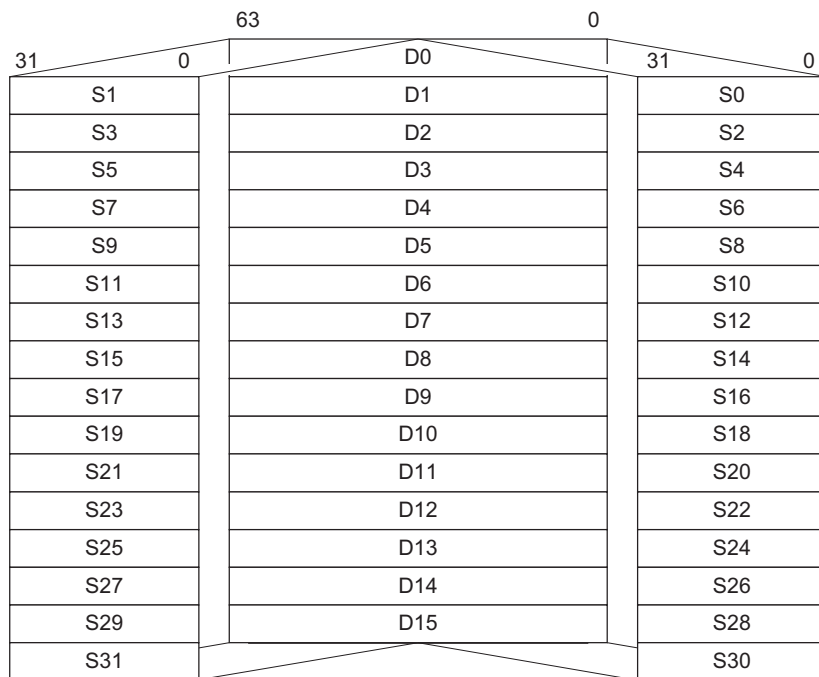 63 0
31 0 D0 31 0
S1 D1 S0
S3 D2 S2
S5 D3 S4
S7 D4 S6
S9 D5 S8
S11 D6 S10
S13 D7 S12
S15 D8 S14
S17 D9 S16
S19 D10 S18
S21 D11 S20
S23 D12 S22
S25 D13 S24
S27 D14 S26
S29 D15 S28
S31 S30